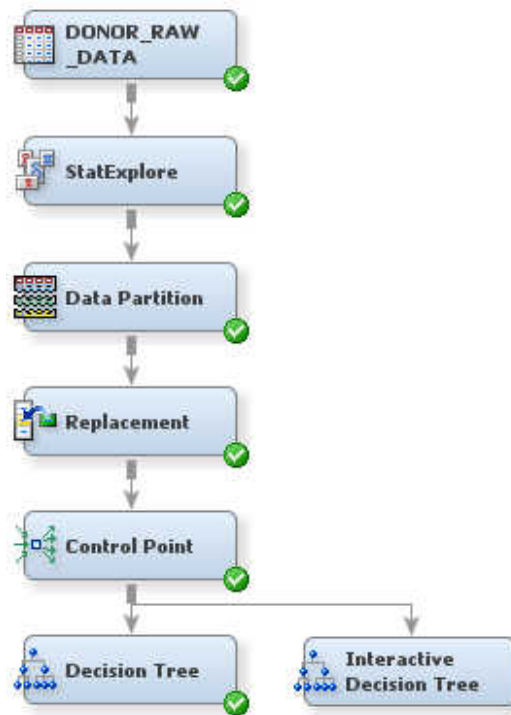 DONOR_RAW
_DATA
StatExplore
Data Partition
Replacement
Control Point
Decision Tree
Interactive
Decision Tree